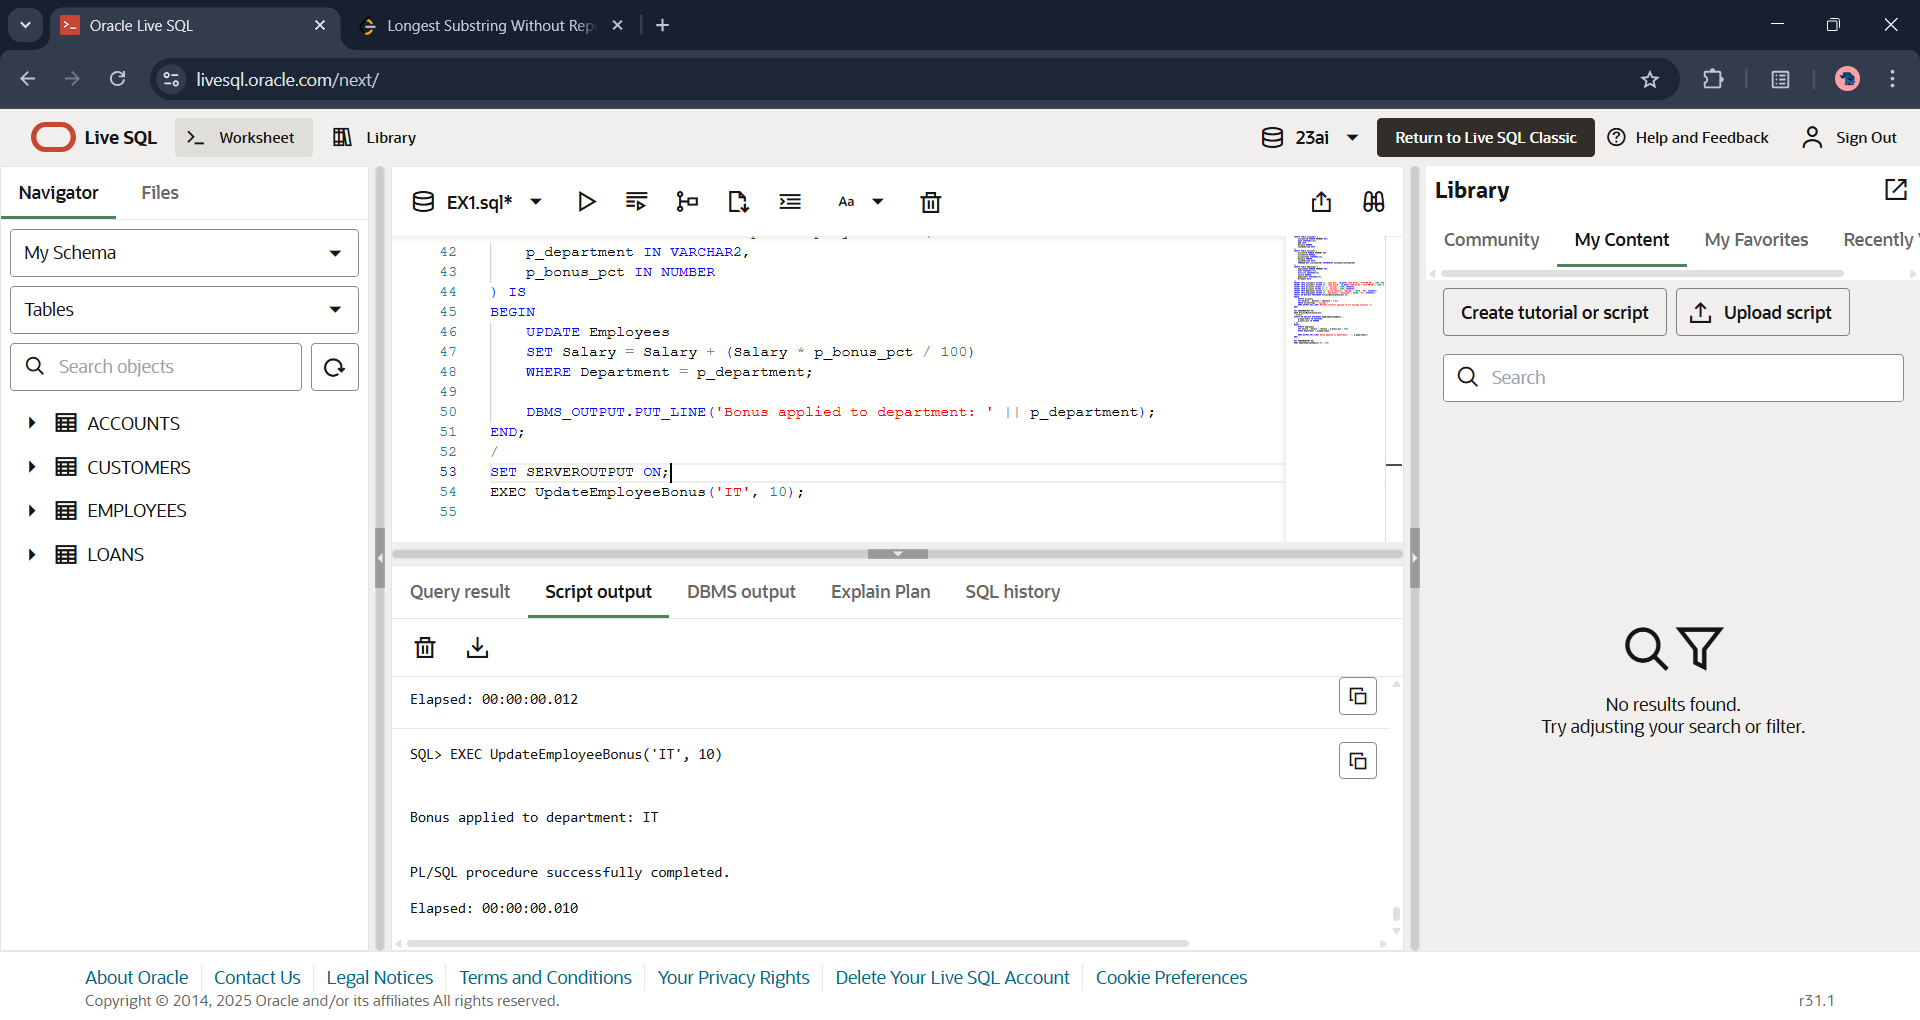 Oracle Live SQL
Longest Substring Without Rep
livesql.oracle.com/next/
Live SQL
Worksheet
Library
23ai
Return to Live SQL Classic
Help and Feedback
Sign Out
Navigator
Files
My Schema
Tables
Search objects
ACCOUNTS
CUSTOMERS
EMPLOYEES
LOANS
EX1.sql*
Aa
42 p_department IN VARCHAR2,
43 p_bonus_pct IN NUMBER
44 ) IS
45 BEGIN
46 UPDATE Employees
47 SET Salary = Salary + (Salary * p_bonus_pct / 100)
48 WHERE Department = p_department;
49
50 DBMS_OUTPUT.PUT_LINE('Bonus applied to department: ' || p_department);
51 END;
52 /
53 SET SERVEROUTPUT ON;
54 EXEC UpdateEmployeeBonus('IT', 10);
55
Query result
Script output
DBMS output
Explain Plan
SQL history
Elapsed: 00:00:00.012
SQL> EXEC UpdateEmployeeBonus('IT', 10)
Bonus applied to department: IT
PL/SQL procedure successfully completed.
Elapsed: 00:00:00.010
Library
Community
My Content
My Favorites
Recently
Create tutorial or script
Upload script
Search
No results found.
Try adjusting your search or filter.
About Oracle
Contact Us
Legal Notices
Terms and Conditions
Your Privacy Rights
Delete Your Live SQL Account
Cookie Preferences
Copyright © 2014, 2025 Oracle and/or its affiliates All rights reserved.
r31.1